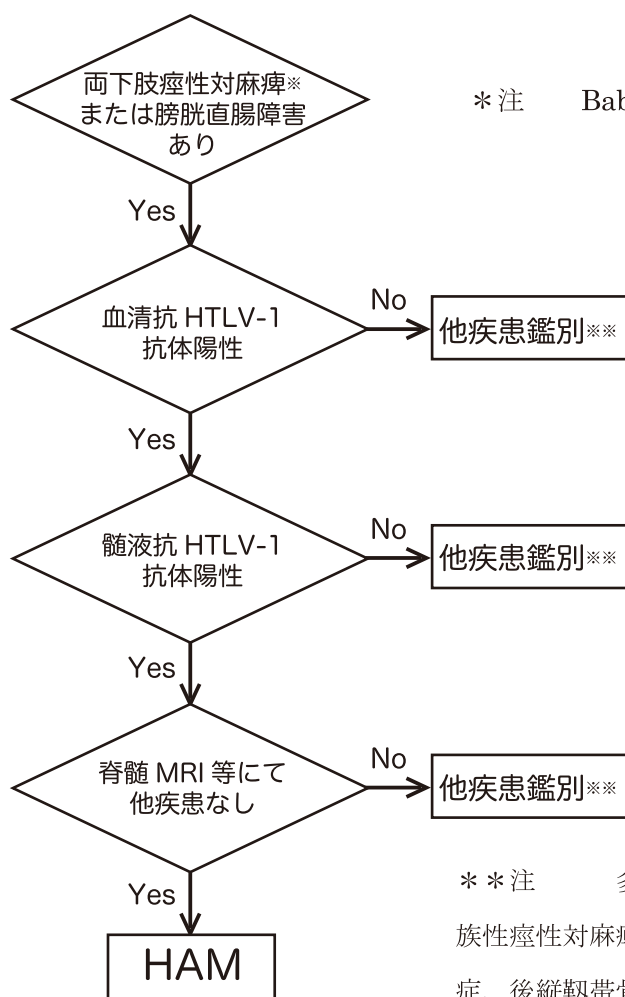 両下肢痙性対麻痺※
または膀胱直腸障害
あり
＊注 Bab
Yes
血清抗 HTLV-1
抗体陽性
No
他疾患鑑別※※
Yes
髄液抗 HTLV-1
抗体陽性
No
他疾患鑑別※※
Yes
脊髄 MRI 等にて
他疾患なし
No
他疾患鑑別※※
Yes
HAM
＊＊注
族性痙性対麻
症 後縦靱帯